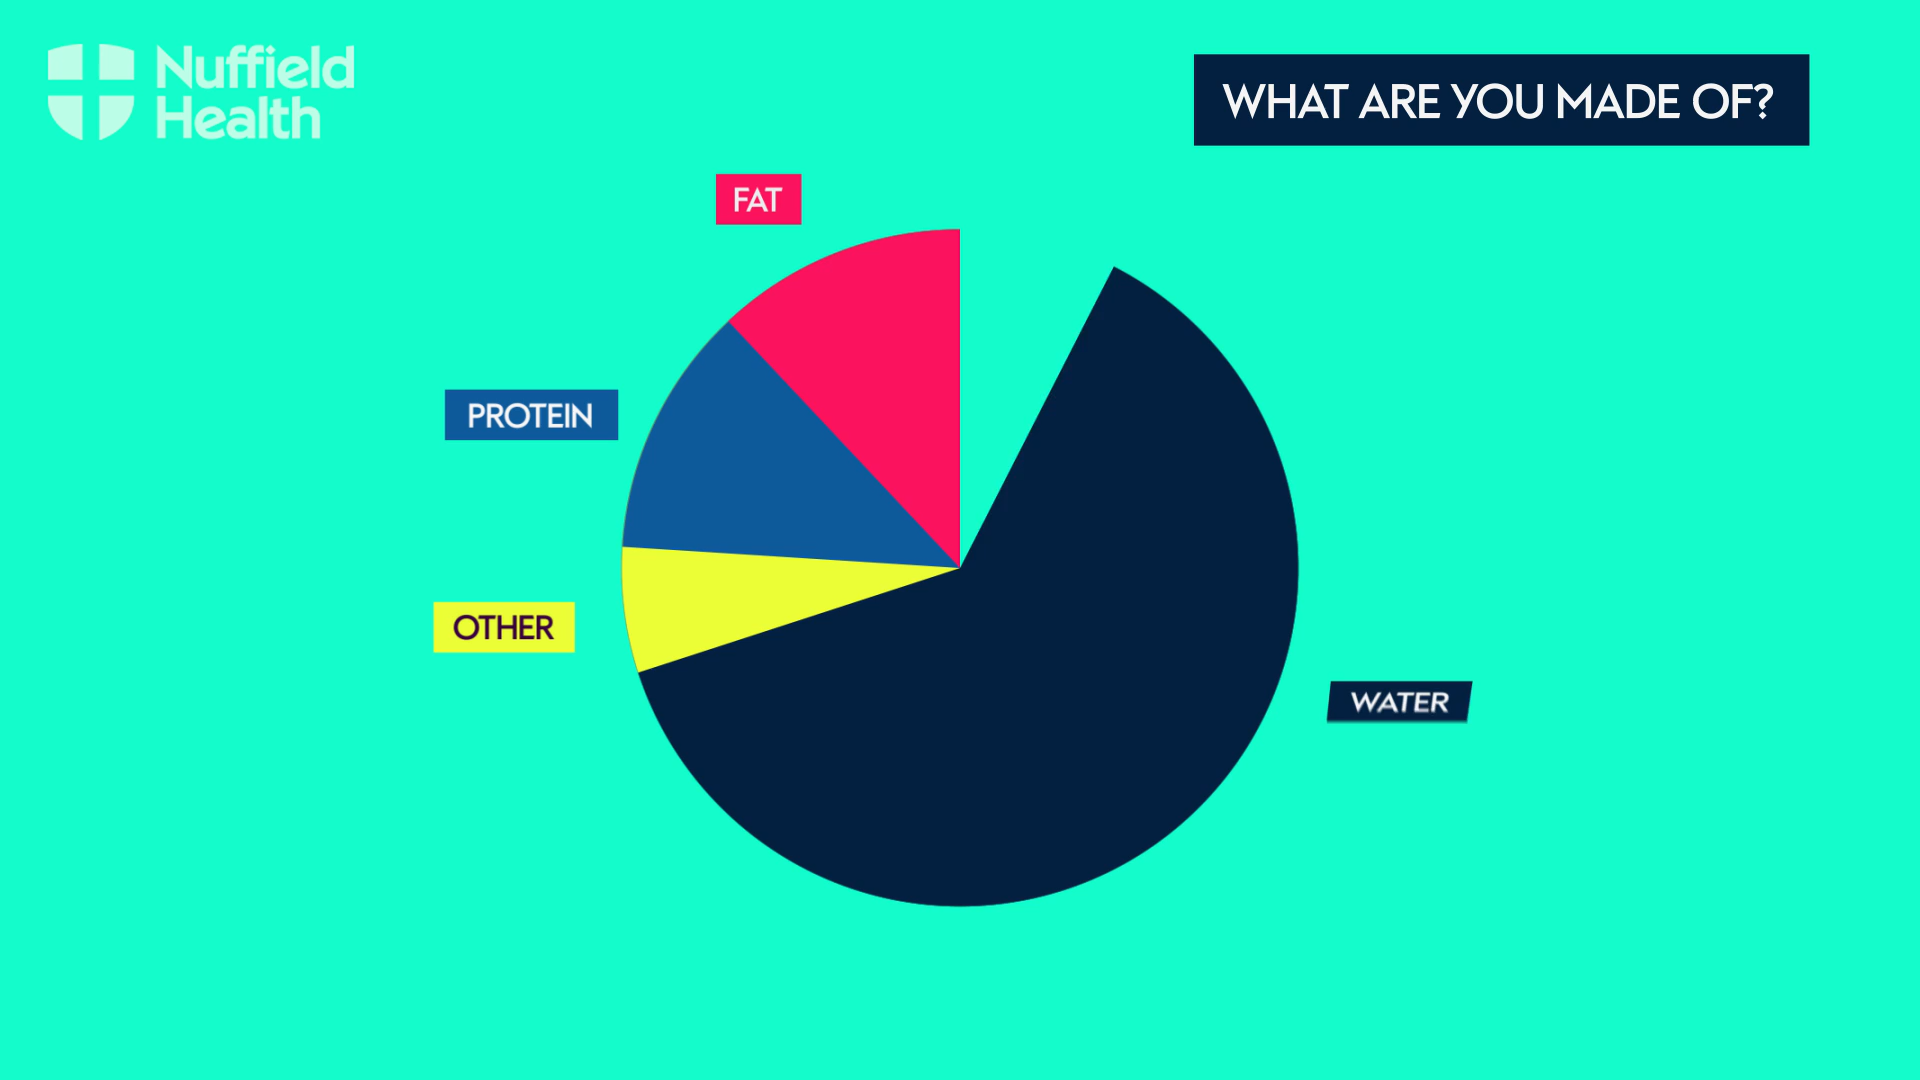 Nuffield
Health
WHAT ARE YOU MADE OF?
FAT
PROTEIN
OTHER
WATER